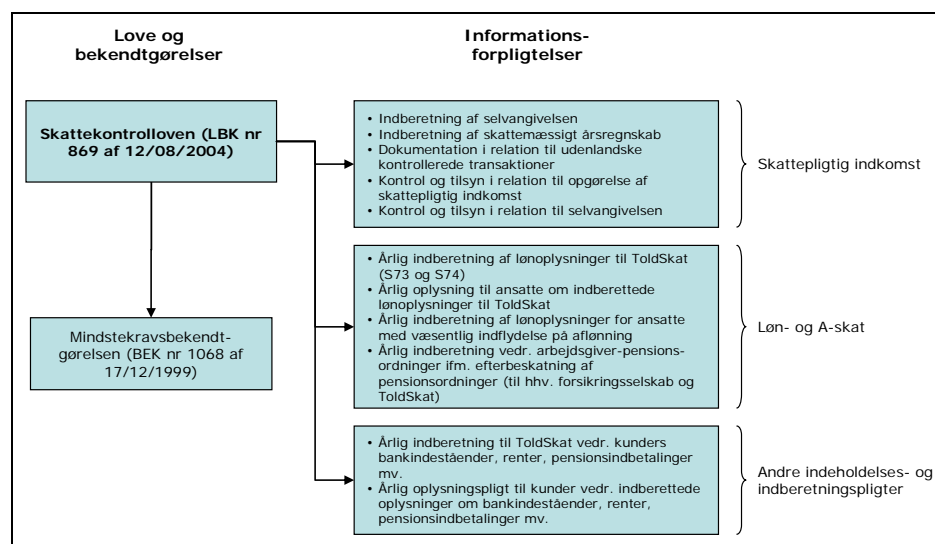 Love og
bekendtgørelser
Informations-
forpligtelser
Skattekontrolloven (LBK nr
869 af 12/08/2004)
Mindstekravsbekendt-
gørelsen (BEK nr 1068 af
17/12/1999)
• Indberetning af selvangivelsen
• Indberetning af skattemæssigt årsregnskab
• Dokumentation i relation til udenlandske
kontrollerede transaktioner
• Kontrol og tilsyn i relation til opgørelse af
skattepligtig indkomst
• Kontrol og tilsyn i relation til selvangivelsen
Skattepligtig indkomst
• Årlig indberetning af lønoplysninger til ToldSkat
(S73 og S74)
• Årlig oplysning til ansatte om indberettede
lønoplysninger til ToldSkat
• Årlig indberetning af lønoplysninger for ansatte
med væsentlig indflydelse på aflønning
• Årlig indberetning vedr. arbejdsgiver-pensions-
ordninger ifm. efterbeskatning af
pensionsordninger (til hhv. forsikringsselskab og
ToldSkat)
Løn- og A-skat
• Årlig indberetning til ToldSkat vedr. kunders
bankindeståender, renter, pensionsindbetalinger
mv.
• Årlig oplysningspligt til kunder vedr. indberettede
oplysninger om bankindeståender, renter,
pensionsindbetalinger mv.
Andre indeholdelses- og
indberetningspligter